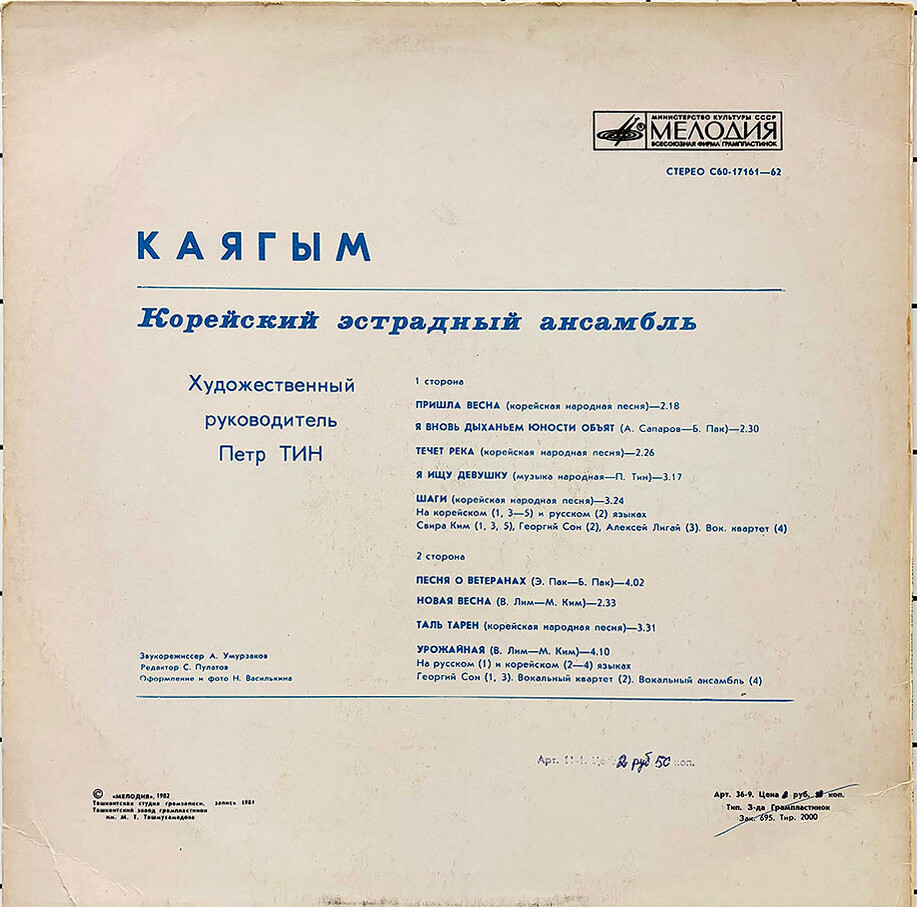 МИНИСТЕРСТВО КУЛЬТУРЫ СССР
МЕЛОДИЯ
ВСЕСОЮЗНАЯ ФИРМА ГРАМПЛАСТИНОК
СТЕРЕО С60-17161—62
КАЯГЫМ
Корейский эстрадный ансамбль
Художественный
руководитель
Петр ТИН
1 сторона
ПРИШЛА ВЕСНА (корейская народная песня)—2.18
Я ВНОВЬ ДЫХАНЬЕМ ЮНОСТИ ОБЪЯТ (А. Сапаров—Б. Пак)—2.30
ТЕЧЕТ РЕКА (корейская народная песня)—2.26
Я ИЩУ ДЕВУШКУ (музыка народная—П. Тин)—3.17
ШАГИ (корейская народная песня)—3.24
На корейском (1, 3—5) и русском (2) языках
Свира Ким (1, 3, 5), Георгий Сон (2), Алексей Лигай (3). Вок. квартет (4)
2 сторона
ПЕСНЯ О ВЕТЕРАНАХ (Э. Пак—Б. Пак)—4.02
НОВАЯ ВЕСНА (В. Лим—М. Ким)—2.33
ТАЛЬ ТАРЕН (корейская народная песня)—3.31
УРОЖАЙНАЯ (В. Лим—М. Ким)—4.10
На русском (1) и корейском (2—4) языках
Георгий Сон (1, 3). Вокальный квартет (2). Вокальный ансамбль (4)
Звукорежиссер А. Умурзаков
Редактор С. Пулатов
Оформление и фото Н. Василькина
Арт. 2 руб 50 коп.
© «МЕЛОДИЯ», 1982
Ташкентская студия грамзаписи, запись 1981
Ташкентский завод грампластинок
им. М. Т. Ташмухамедова
Арт. 36-9. Цена руб. коп.
Тип. З-да Грампластинок
Зак. 695. Тир. 2000